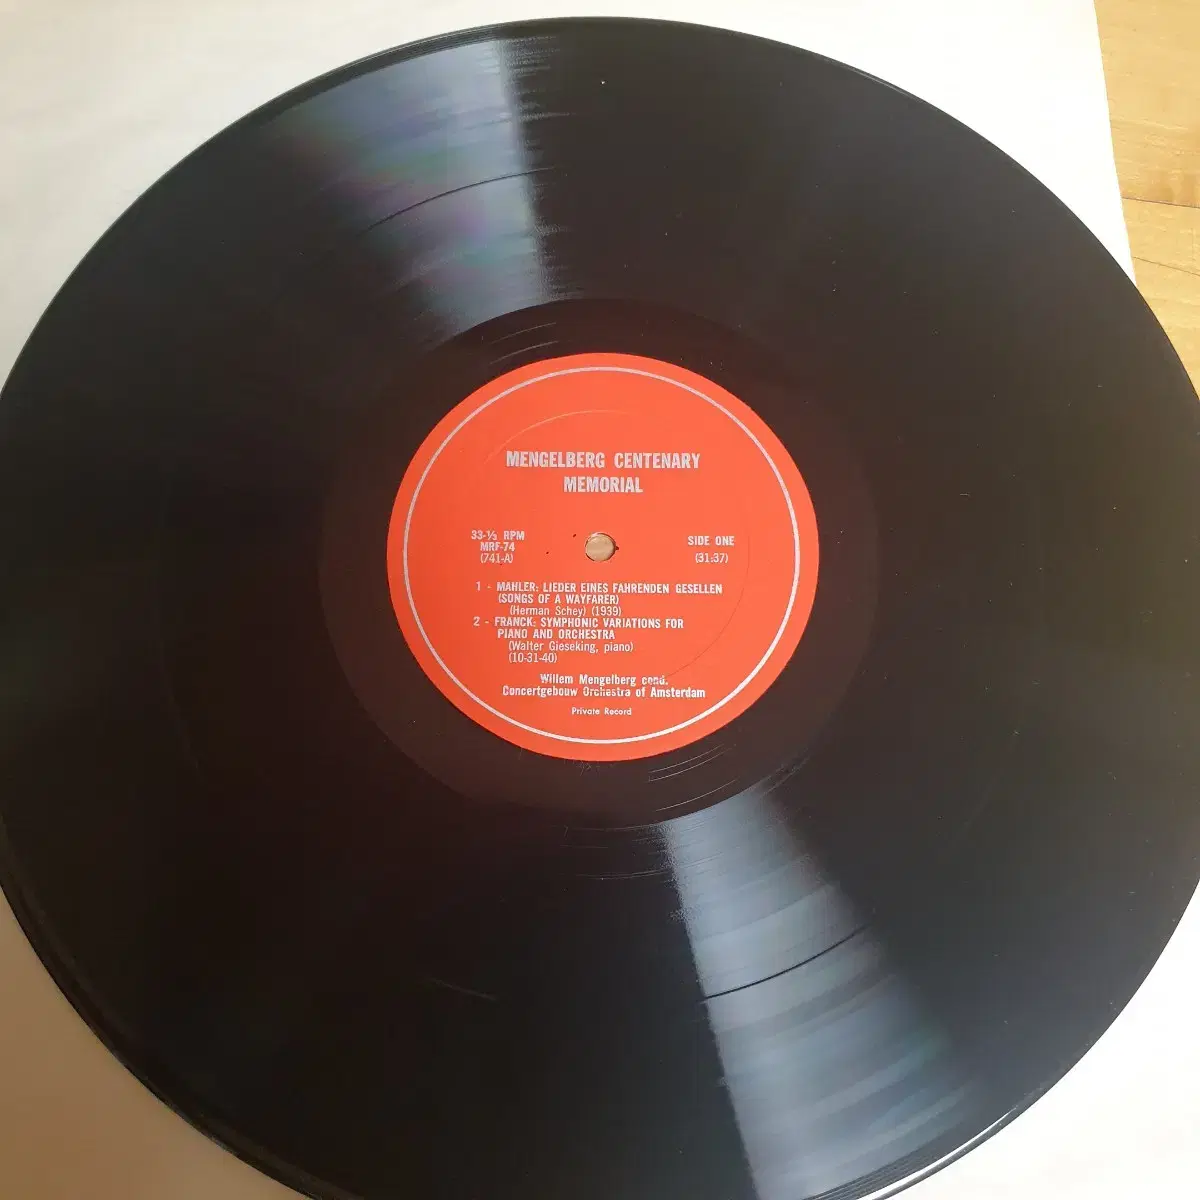 MENGELBERG CENTENARY
MEMORIAL
33-⅓ RPM
MRF-74
(741-A)
SIDE ONE
(31:37)
1 - MAHLER: LIEDER EINES FAHRENDEN GESELLEN
(SONGS OF A WAYFARER)
(Herman Schey) (1939)
2 - FRANCK: SYMPHONIC VARIATIONS FOR
PIANO AND ORCHESTRA
(Walter Gieseking, piano)
(10-31-40)
Willem Mengelberg cond.
Concertgebouw Orchestra of Amsterdam
Private Record